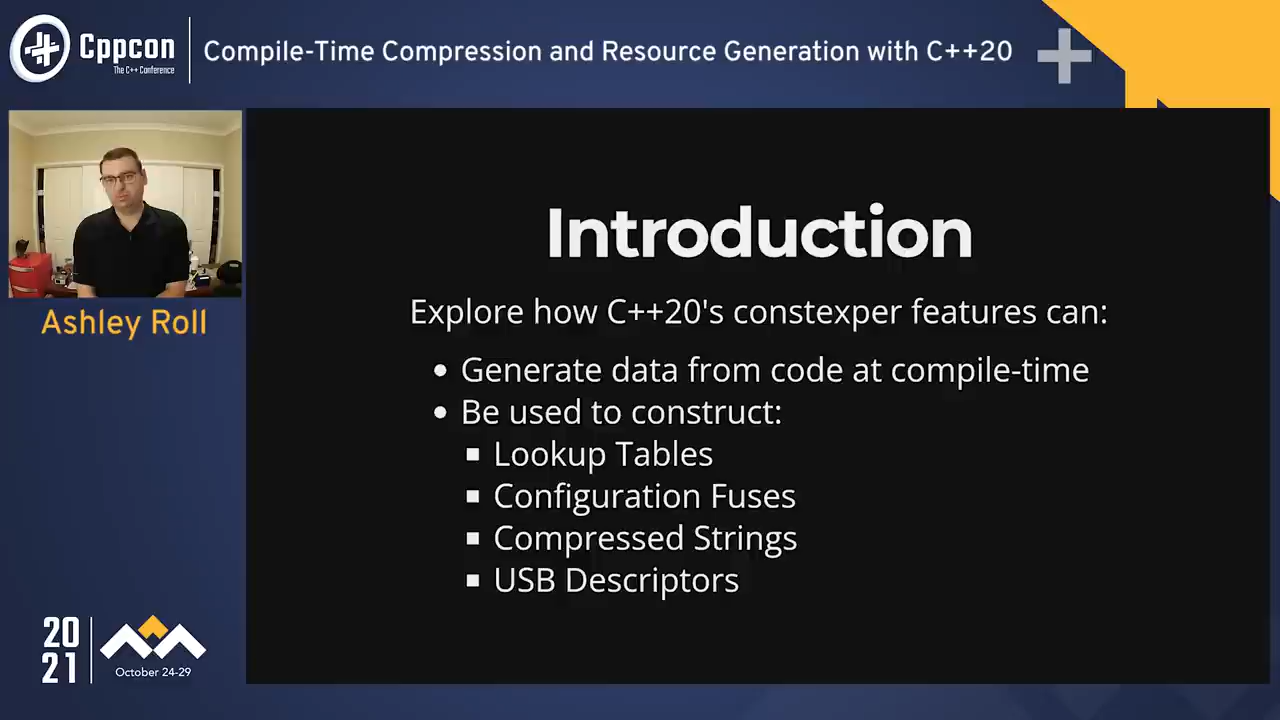 Cppcon
The C++ Conference
Compile-Time Compression and Resource Generation with C++20
Ashley Roll
Introduction
Explore how C++20's constexper features can:
Generate data from code at compile-time
Be used to construct:
Lookup Tables
Configuration Fuses
Compressed Strings
USB Descriptors
20
21
October 24-29